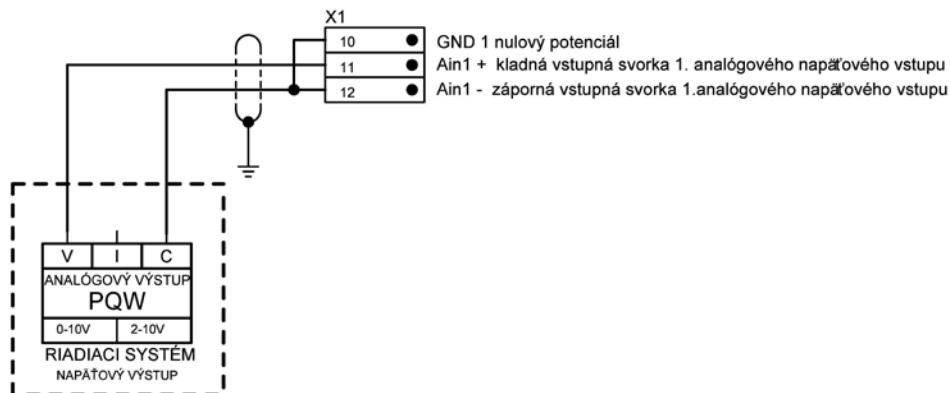 X1
10
GND 1 nulový potenciál
11
Ain1 + kladná vstupná svorka 1. analógového napäťového vstupu
12
Ain1 - záporná vstupná svorka 1.analógového napäťového vstupu
V I C
ANALÓGOVÝ VÝSTUP
PQW
0-10V 2-10V
RIADIACI SYSTÉM
NAPÄŤOVÝ VÝSTUP